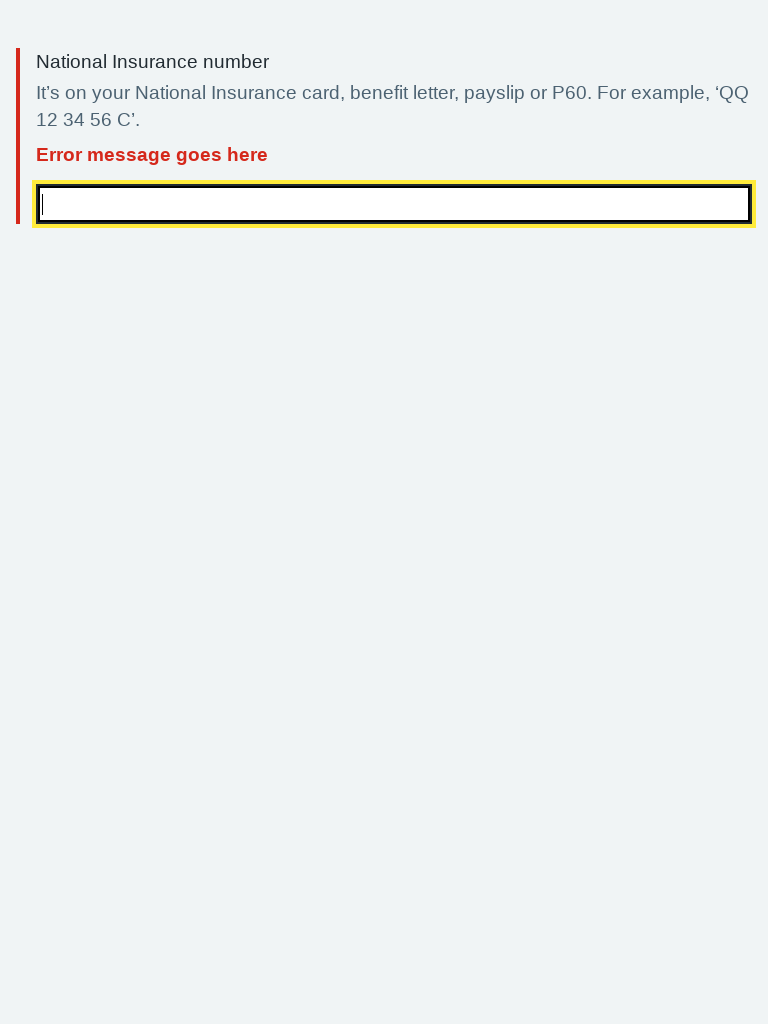 National Insurance number
It’s on your National Insurance card, benefit letter, payslip or P60. For example, ‘QQ
12 34 56 C’.
Error message goes here